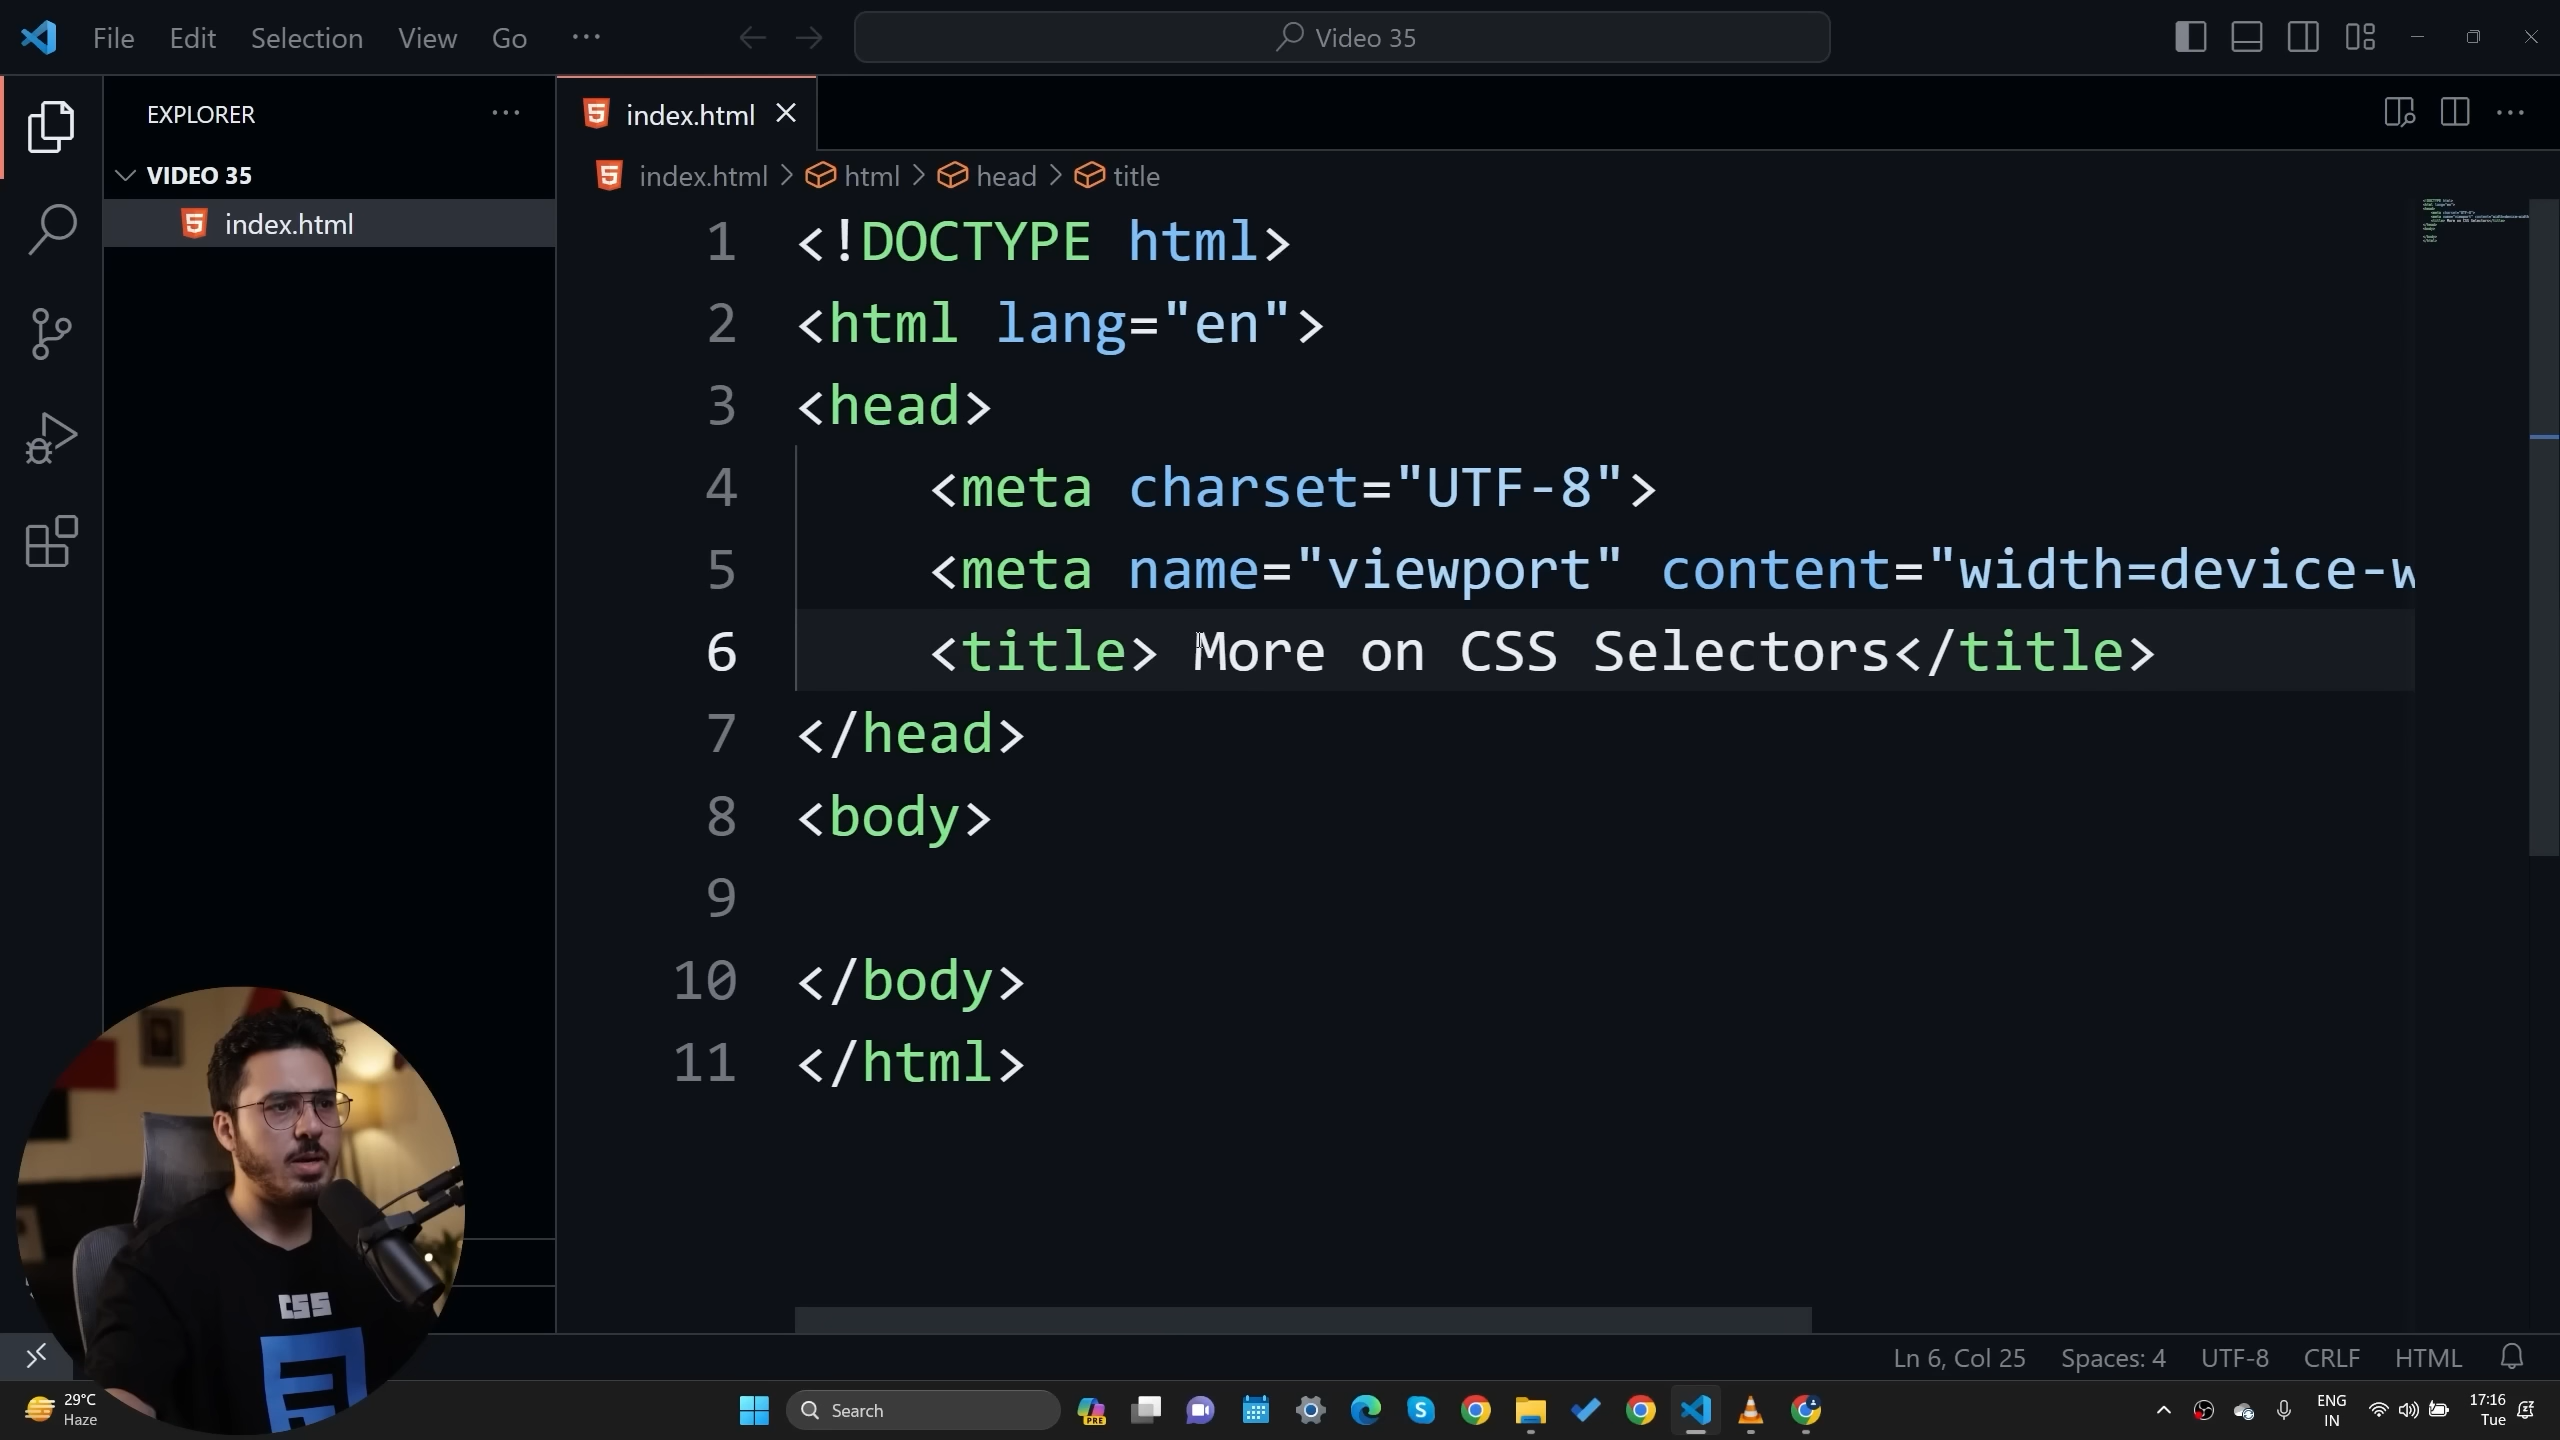 File Edit Selection View Go ...
Video 35
EXPLORER ...
index.html
VIDEO 35
index.html
index.html > html > head > title
1 <!DOCTYPE html>
2 <html lang="en">
3 <head>
4 <meta charset="UTF-8">
5 <meta name="viewport" content="width=device-w
6 <title> More on CSS Selectors</title>
7 </head>
8 <body>
9
10 </body>
11 </html>
CSS
Ln 6, Col 25 Spaces: 4 UTF-8 CRLF HTML
29°C
Haze
Search
PRE
ENG
IN
17:16
Tue